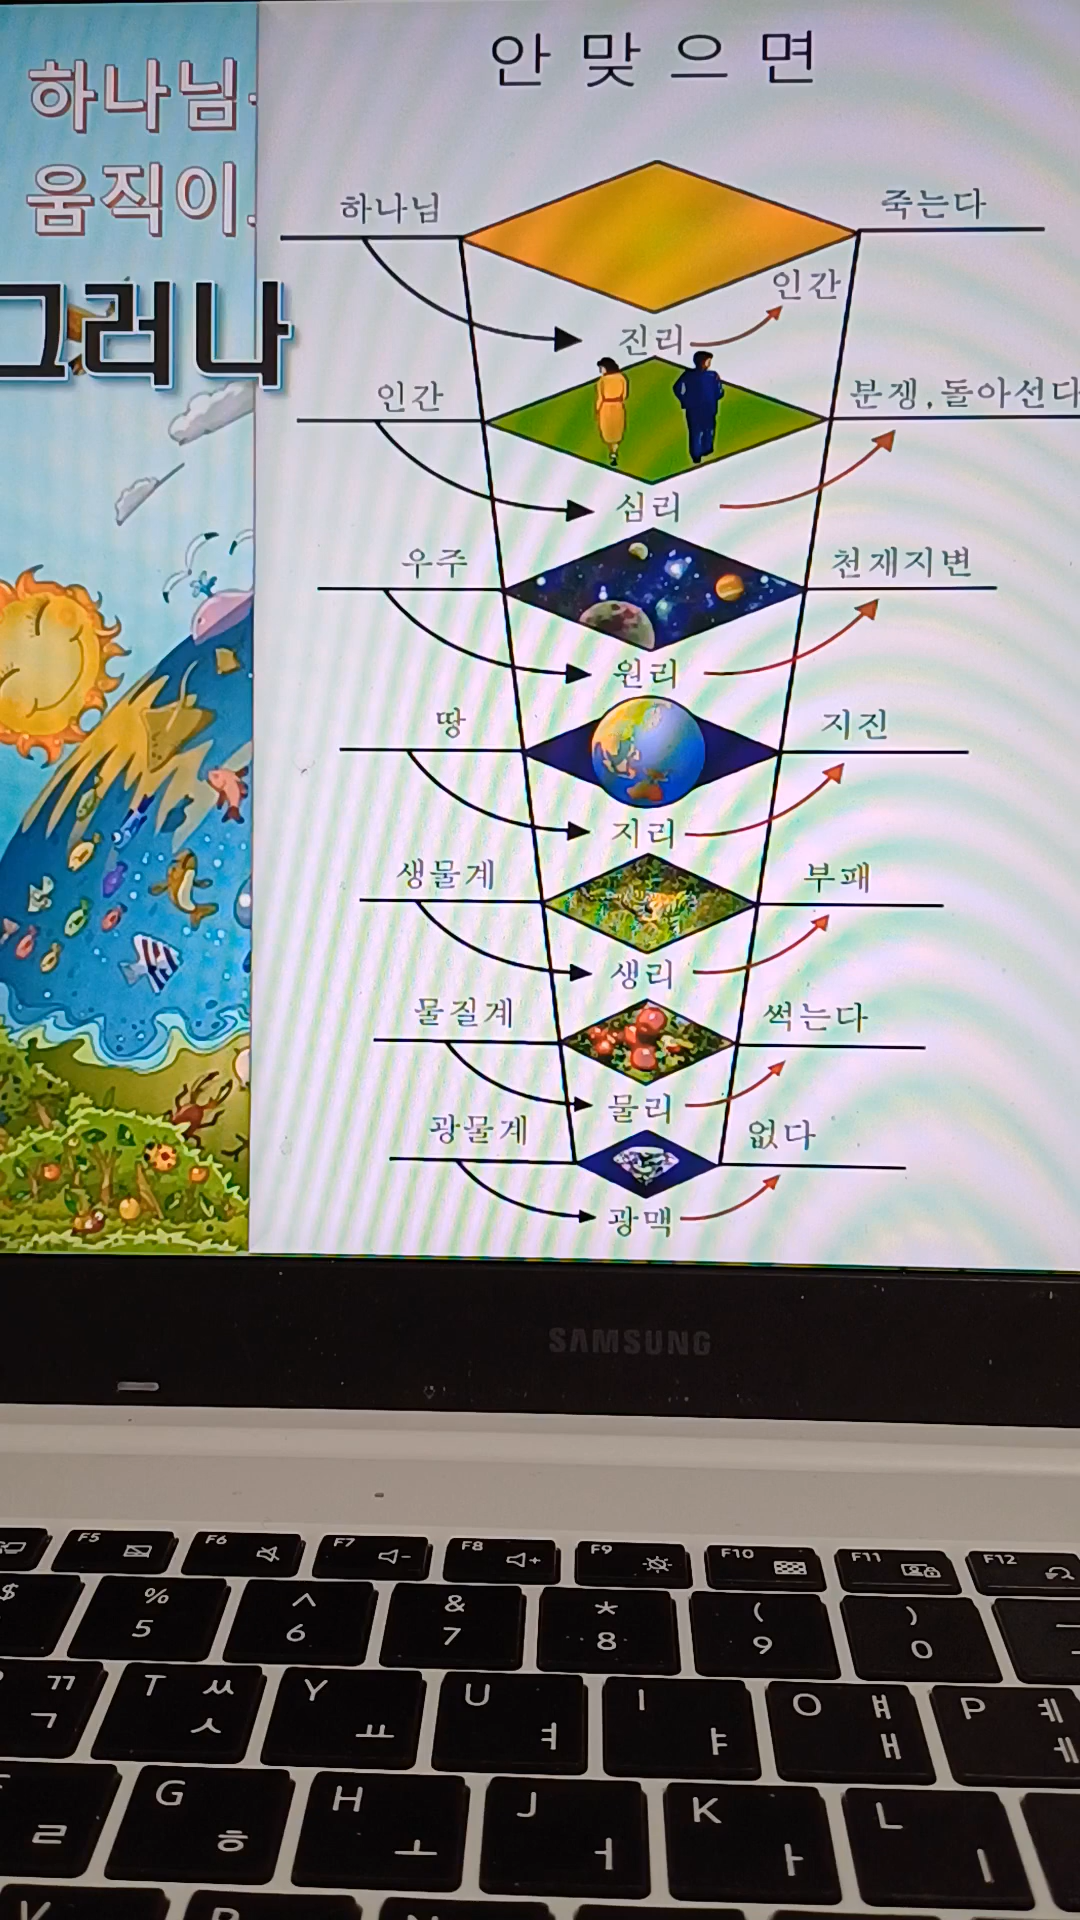 하나님
움직이
그러나
안 맞 으 면
하나님
죽는다
인간
진리
인간
분쟁,돌아선다
심리
우주
천재지변
원리
땅
지진
지리
생물계
부패
생리
물질계
썩는다
물리
광물계
없다
광맥
SAMSUNG
F5 F6 F7 F8 F9 F10 F11 F12
$ % ^ & * ( )
5 6 7 8 9 0
ㄲ T ㅆ Y U I O ㅒ P ㅖ
ㄱ ㅅ ㅛ ㅕ ㅑ ㅐ ㅔ
G H J K L
ㄹ ㅎ ㅗ ㅓ ㅏ ㅣ